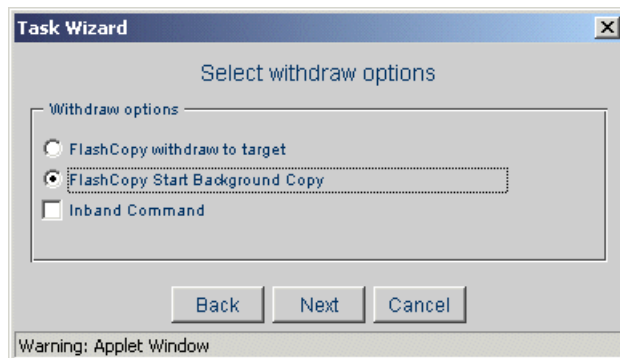 Task Wizard
Select withdraw options
Withdraw options
FlashCopy withdraw to target
FlashCopy Start Background Copy
Inband Command
Back Next Cancel
Warning: Applet Window